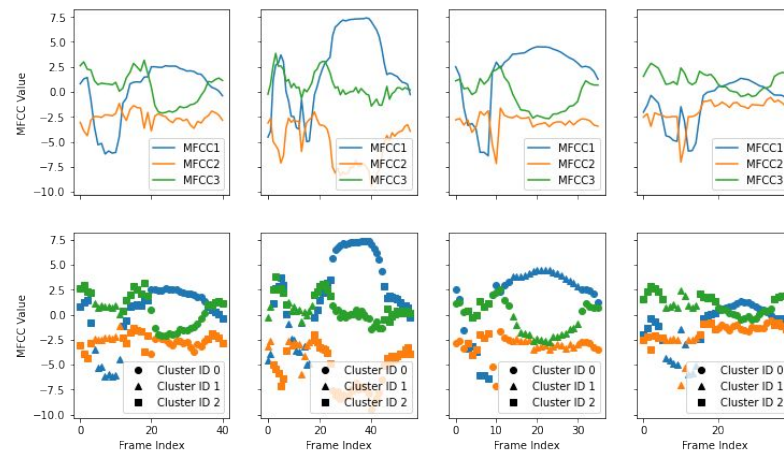 7.5
5.0
2.5
0.0
−2.5
−5.0
−7.5
−10.0
MFCC Value
MFCC1
MFCC2
MFCC3
MFCC1
MFCC2
MFCC3
MFCC1
MFCC2
MFCC3
MFCC1
MFCC2
MFCC3
7.5
5.0
2.5
0.0
−2.5
−5.0
−7.5
−10.0
MFCC Value
Cluster ID 0
Cluster ID 1
Cluster ID 2
Cluster ID 0
Cluster ID 1
Cluster ID 2
Cluster ID 0
Cluster ID 1
Cluster ID 2
Cluster ID 0
Cluster ID 1
Cluster ID 2
0 20 40
0 20 40
0 10 20 30
0 20
Frame Index
Frame Index
Frame Index
Frame Index